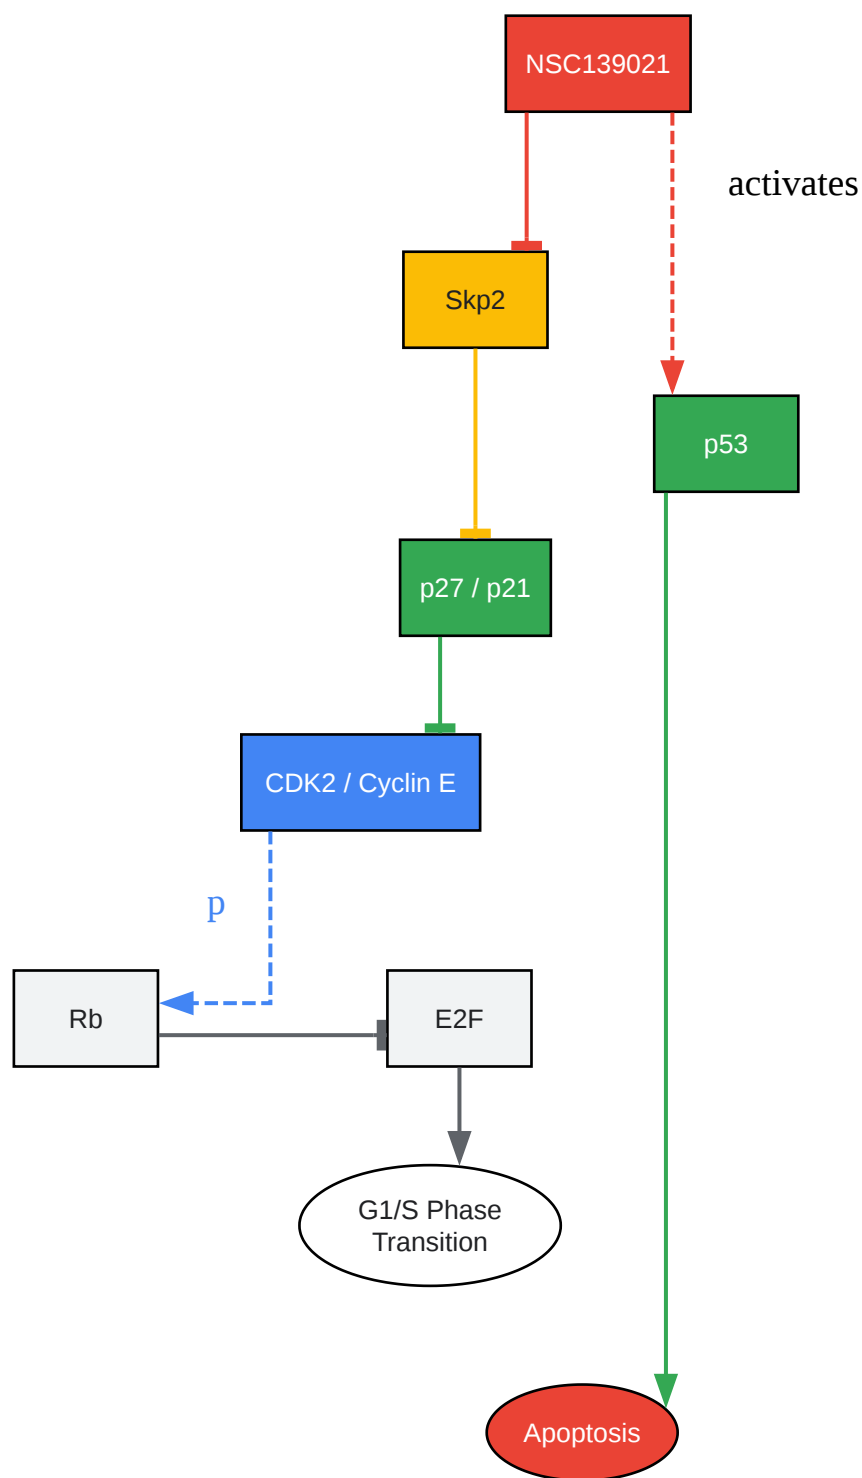 NSC139021
activates
Skp2
p53
p27 / p21
CDK2 / Cyclin E
p
Rb
E2F
G1/S Phase
Transition
Apoptosis